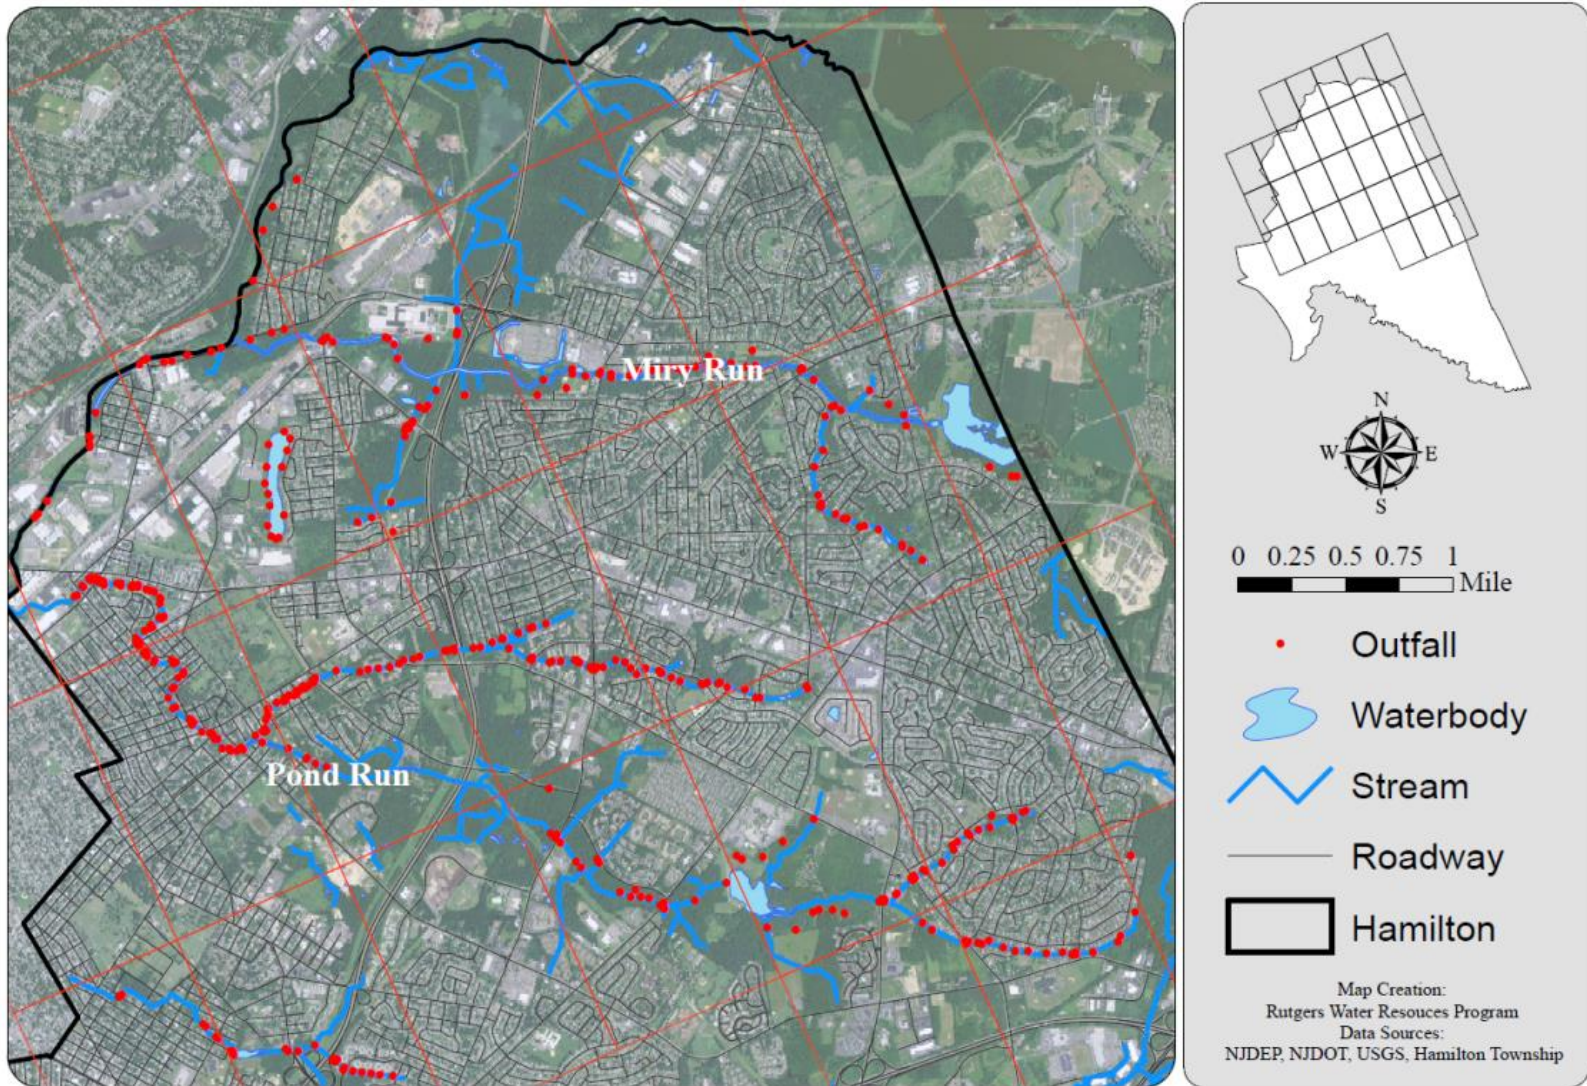 Miry Run
Pond Run
N
W E
S
0 0.25 0.5 0.75 1
Mile
Outfall
Waterbody
Stream
Roadway
Hamilton
Map Creation:
Rutgers Water Resouces Program
Data Sources:
NJDEP, NJDOT, USGS, Hamilton Township